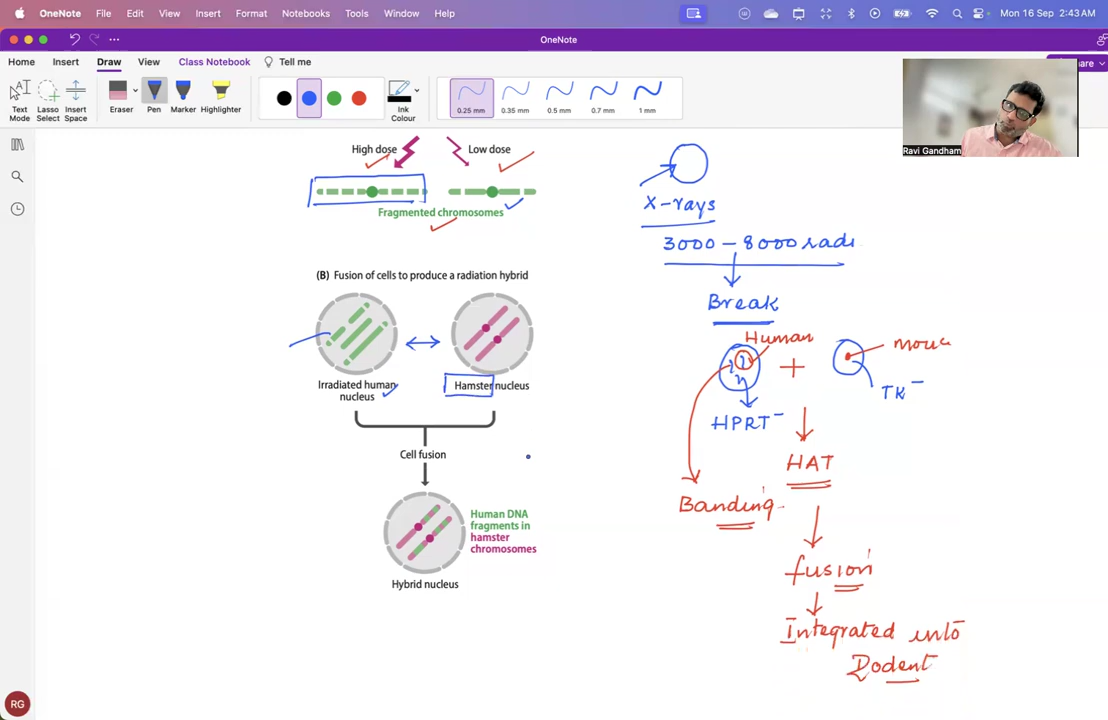 OneNote File Edit View Insert Format Notebooks Tools Window Help Mon 16 Sep 2:43 AM
OneNote
Home Insert Draw View Class Notebook Tell me
Text Mode
Lasso Select
Insert Space
Eraser
Pen
Marker
Highlighter
Ink Colour
0.25 mm
0.35 mm
0.5 mm
0.7 mm
1 mm
Ravi Gandham
High dose
Low dose
Fragmented chromosomes
(B) Fusion of cells to produce a radiation hybrid
Irradiated human
nucleus
Hamster nucleus
Cell fusion
Human DNA
fragments in
hamster
chromosomes
Hybrid nucleus
X-rays
3000 - 8000 rads
Break
Human
+
mouse
TK⁻
HPRT⁻
HAT
Banding
fusion
Integrated into
Rodent
RG